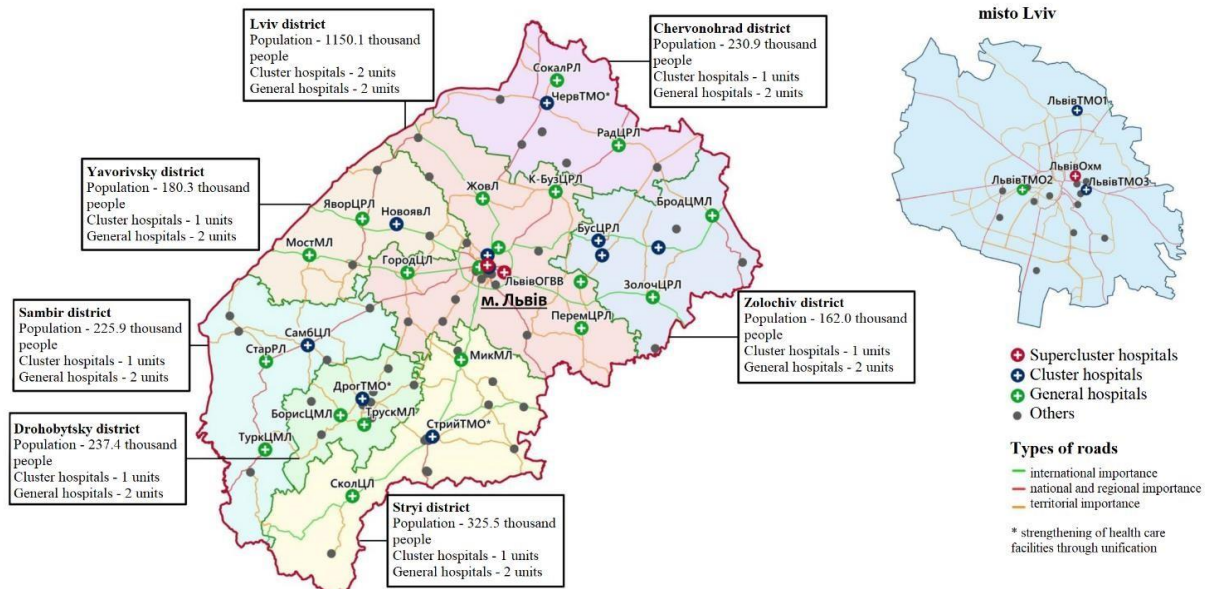 Lviv district
Population - 1150.1 thousand
people
Cluster hospitals - 2 units
General hospitals - 2 units
Chervonohrad district
Population - 230.9 thousand
people
Cluster hospitals - 1 units
General hospitals - 2 units
misto Lviv
Yavorivsky district
Population - 180.3 thousand
people
Cluster hospitals - 1 units
General hospitals - 2 units
Sambir district
Population - 225.9 thousand
people
Cluster hospitals - 1 units
General hospitals - 2 units
Drohobytsky district
Population - 237.4 thousand
people
Cluster hospitals - 1 units
General hospitals - 2 units
Stryi district
Population - 325.5 thousand
people
Cluster hospitals - 1 units
General hospitals - 2 units
Zolochiv district
Population - 162.0 thousand
people
Cluster hospitals - 1 units
General hospitals - 2 units
СокалРЛ
ЧервТМО*
РадЦРЛ
К-БузЦРЛ
ЖовЛ
ЯворЦРЛ
НовоявЛ
БродЦМЛ
БусЦРЛ
МостМЛ
ГородЦЛ
ЛьвівОГВВ
м. Львів
ЗолочЦРЛ
ПеремЦРЛ
СамбЦЛ
СтарРЛ
МикМЛ
ДрогТМО*
БорисЦМЛ
ТрускМЛ
СтрийТМО*
ТуркЦМЛ
СколЦЛ
ЛьвівТМО1
ЛьвівОхм
ЛьвівТМО2
ЛьвівТМО3
Supercluster hospitals
Cluster hospitals
General hospitals
Others
Types of roads
international importance
national and regional importance
territorial importance
* strengthening of health care
facilities through unification